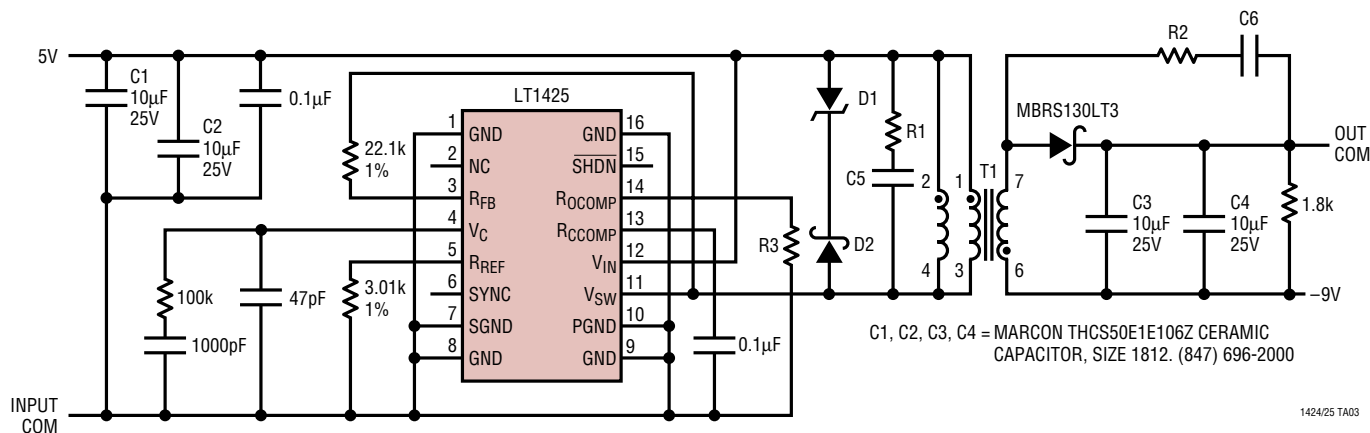 5V
C1
10µF
25V
C2
10µF
25V
0.1µF
22.1k
1%
LT1425
1
GND
2
NC
3
RFB
4
VC
5
RREF
6
SYNC
7
SGND
8
GND
16
GND
15
SHDN
14
ROCOMP
13
RCCOMP
12
VIN
11
VSW
10
PGND
9
GND
100k
1000pF
47pF
3.01k
1%
INPUT
COM
0.1µF
R3
D1
D2
R1
C5
2
4
1
3
T1
7
6
R2
C6
MBRS130LT3
OUT
COM
C3
10µF
25V
C4
10µF
25V
1.8k
–9V
C1, C2, C3, C4 = MARCON THCS50E1E106Z CERAMIC
CAPACITOR, SIZE 1812. (847) 696-2000
1424/25 TA03